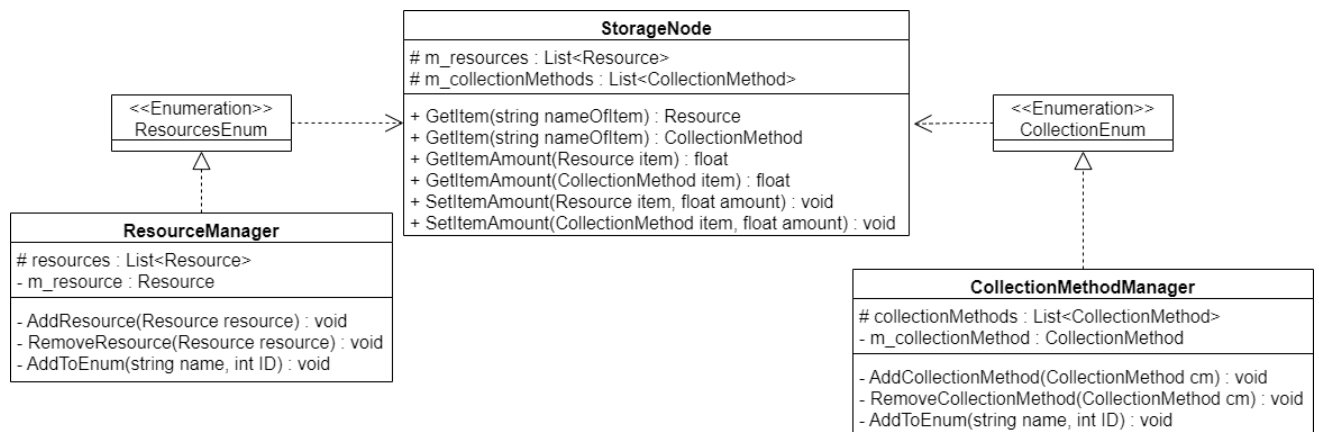 StorageNode
# m_resources : List<Resource>
# m_collectionMethods : List<CollectionMethod>
+ GetItem(string nameOfItem) : Resource
+ GetItem(string nameOfItem) : CollectionMethod
+ GetItemAmount(Resource item) : float
+ GetItemAmount(CollectionMethod item) : float
+ SetItemAmount(Resource item, float amount) : void
+ SetItemAmount(CollectionMethod item, float amount) : void
<<Enumeration>>
ResourcesEnum
<<Enumeration>>
CollectionEnum
ResourceManager
# resources : List<Resource>
- m_resource : Resource
- AddResource(Resource resource) : void
- RemoveResource(Resource resource) : void
- AddToEnum(string name, int ID) : void
CollectionMethodManager
# collectionMethods : List<CollectionMethod>
- m_collectionMethod : CollectionMethod
- AddCollectionMethod(CollectionMethod cm) : void
- RemoveCollectionMethod(CollectionMethod cm) : void
- AddToEnum(string name, int ID) : void